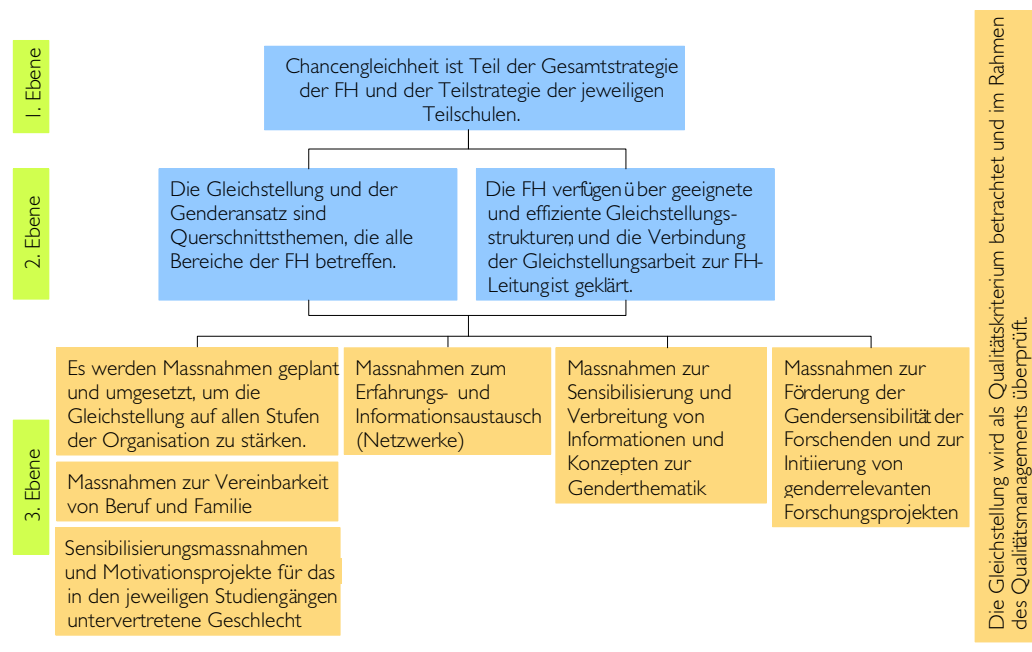 1. Ebene
Chancengleichheit ist Teil der Gesamtstrategie
der FH und der Teilstrategie der jeweiligen
Teilschulen.
2. Ebene
Die Gleichstellung und der
Genderansatz sind
Querschnittsthemen, die alle
Bereiche der FH betreffen.
Die FH verfügen über geeignete
und effiziente Gleichstellungs-
strukturen, und die Verbindung
der Gleichstellungsarbeit zur FH-
Leitung ist geklärt.
3. Ebene
Es werden Massnahmen geplant
und umgesetzt, um die
Gleichstellung auf allen Stufen
der Organisation zu stärken.
Massnahmen zur Vereinbarkeit
von Beruf und Familie
Sensibilisierungsmassnahmen
und Motivationsprojekte für das
in den jeweiligen Studiengängen
untervertretene Geschlecht
Massnahmen zum
Erfahrungs- und
Informationsaustausch
(Netzwerke)
Massnahmen zur
Sensibilisierung und
Verbreitung von
Informationen und
Konzepten zur
Genderthematik
Massnahmen zur
Förderung der
Gendersensibilität der
Forschenden und zur
Initiierung von
genderrelevanten
Forschungsprojekten
Die Gleichstellung wird als Qualitätskriterium betrachtet und im Rahmen
des Qualitätsmanagements überprüft.